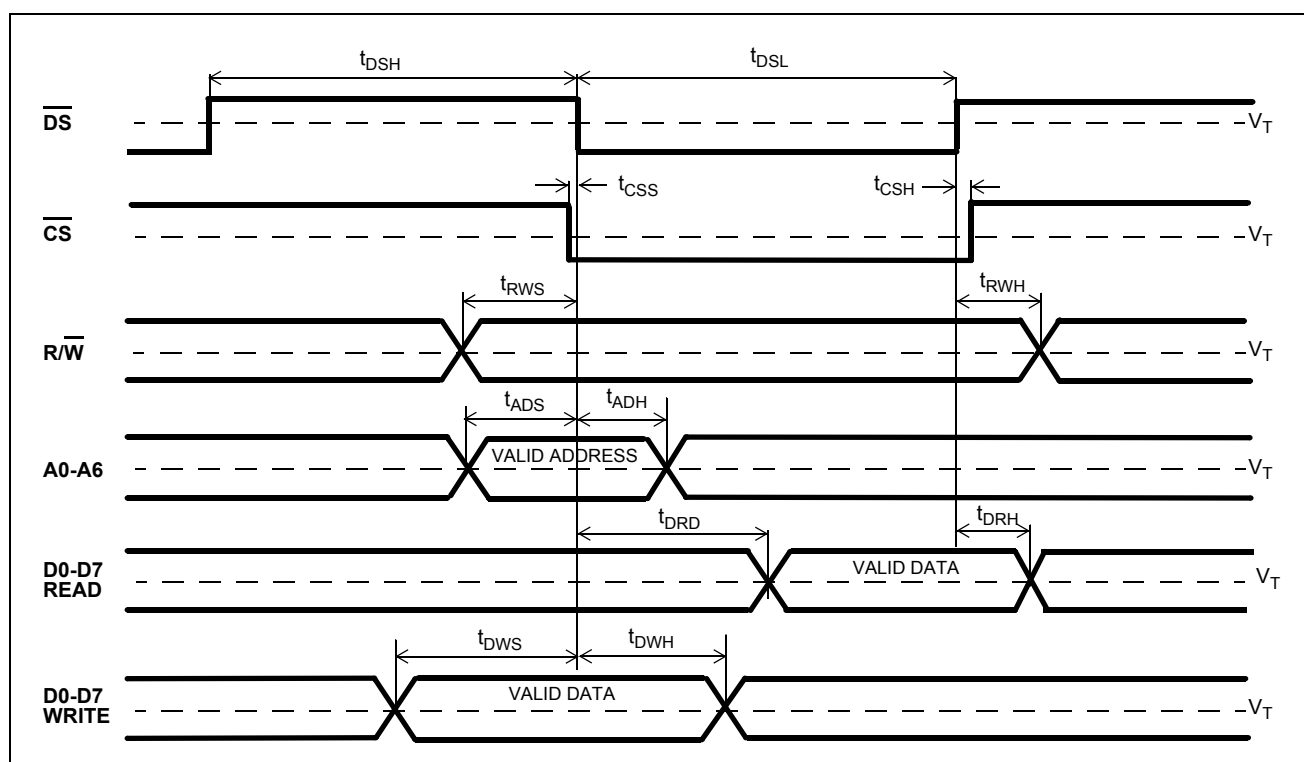 tDSH tDSL
DS VT
tCSS tCSH
CS VT
tRWS tRWH
R/W VT
tADS tADH
A0-A6 VALID ADDRESS VT
tDRD tDRH
D0-D7
READ VALID DATA VT
tDWS tDWH
D0-D7
WRITE VALID DATA VT